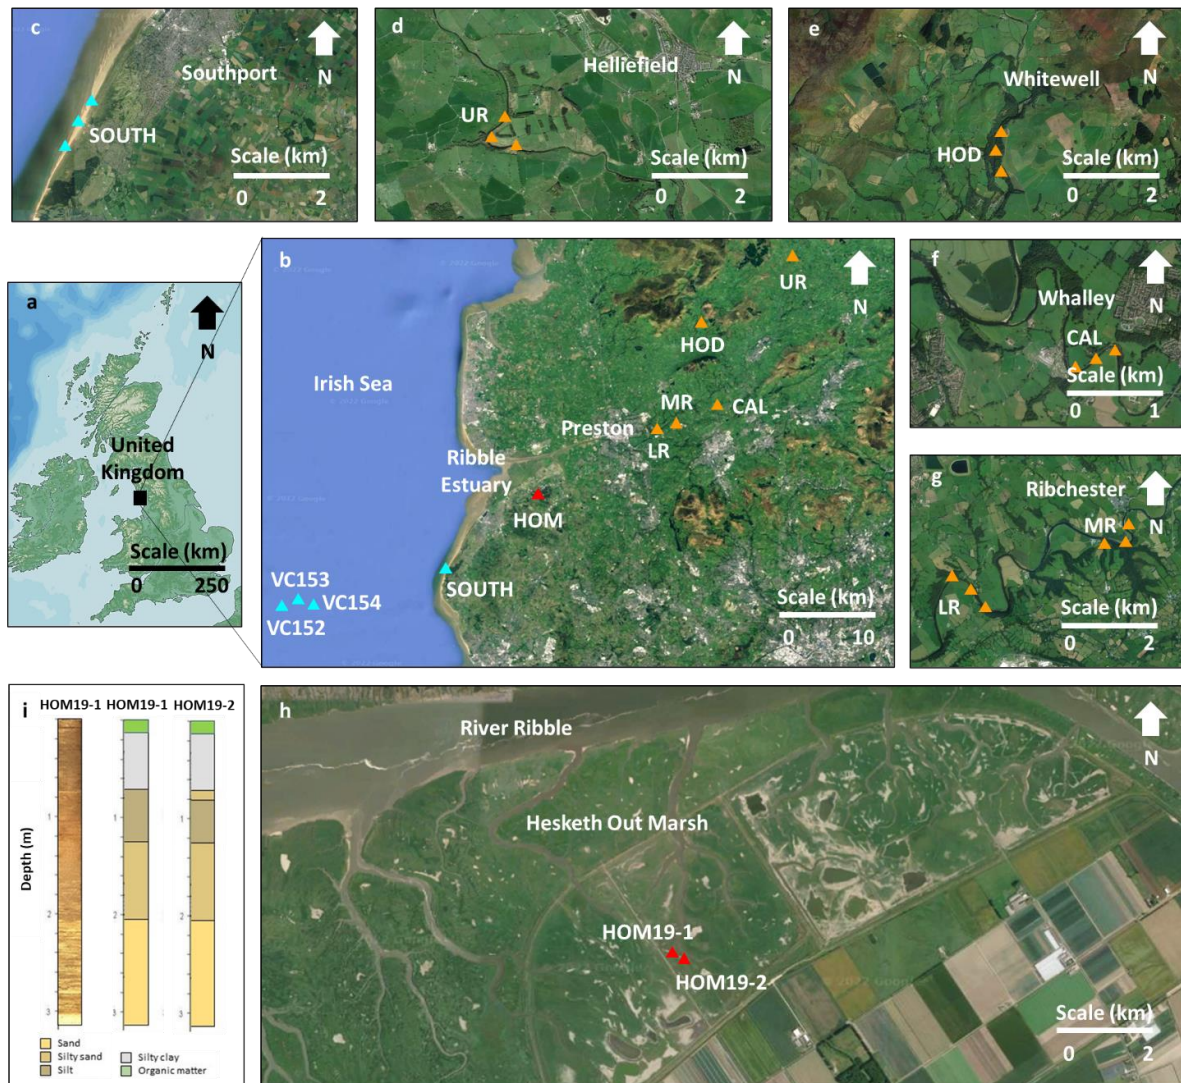 c
N
Southport
SOUTH
Scale (km)
0 2
d
N
Helliefield
UR
Scale (km)
0 2
e
N
Whitewell
HOD
Scale (km)
0 2
a
N
United
Kingdom
Scale (km)
0 250
b
N
UR
HOD
Irish Sea
MR
CAL
Preston
LR
Ribble
Estuary
HOM
SOUTH
VC153
VC154
VC152
Scale (km)
0 10
f
N
Whalley
CAL
Scale (km)
0 1
g
N
Ribchester
MR
LR
Scale (km)
0 2
i
HOM19-1 HOM19-1 HOM19-2
Depth (m)
1
2
3
Sand
Silty sand
Silt
Silty clay
Organic matter
h
N
River Ribble
Hesketh Out Marsh
HOM19-1
HOM19-2
Scale (km)
0 2